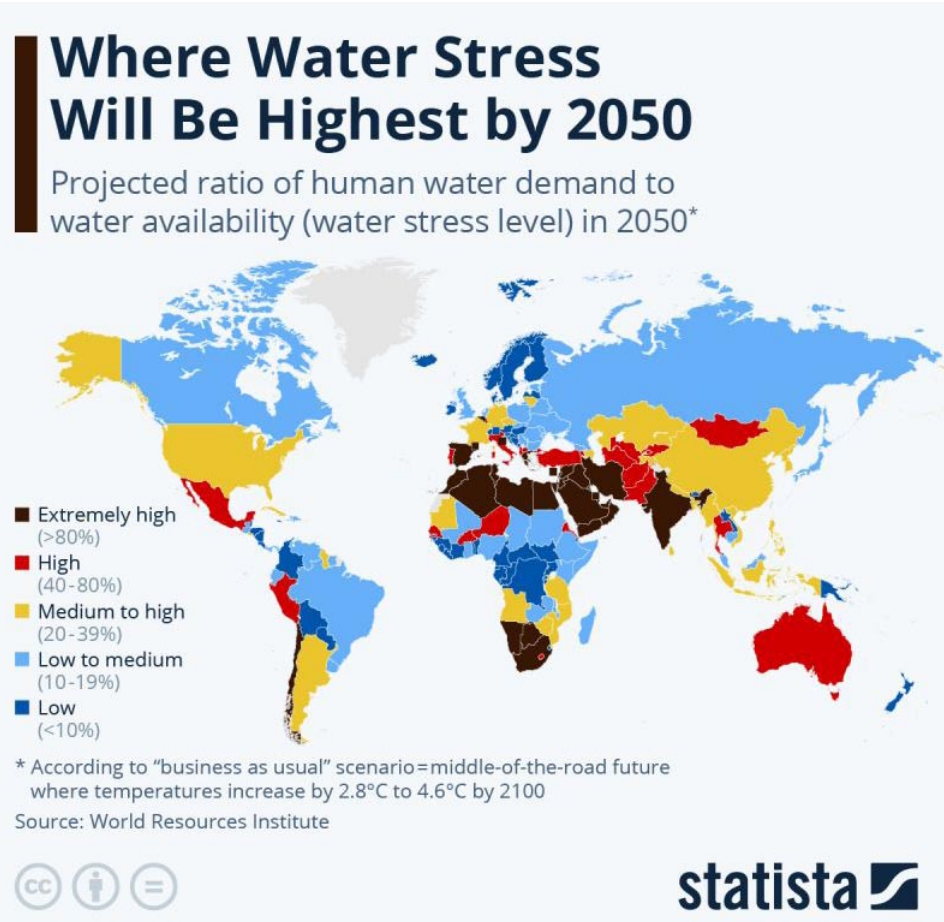 Where Water Stress
Will Be Highest by 2050
Projected ratio of human water demand to
water availability (water stress level) in 2050*
Extremely high
(>80%)
High
(40-80%)
Medium to high
(20-39%)
Low to medium
(10-19%)
Low
(<10%)
* According to “business as usual” scenario=middle-of-the-road future
where temperatures increase by 2.8°C to 4.6°C by 2100
Source: World Resources Institute
cc
statista